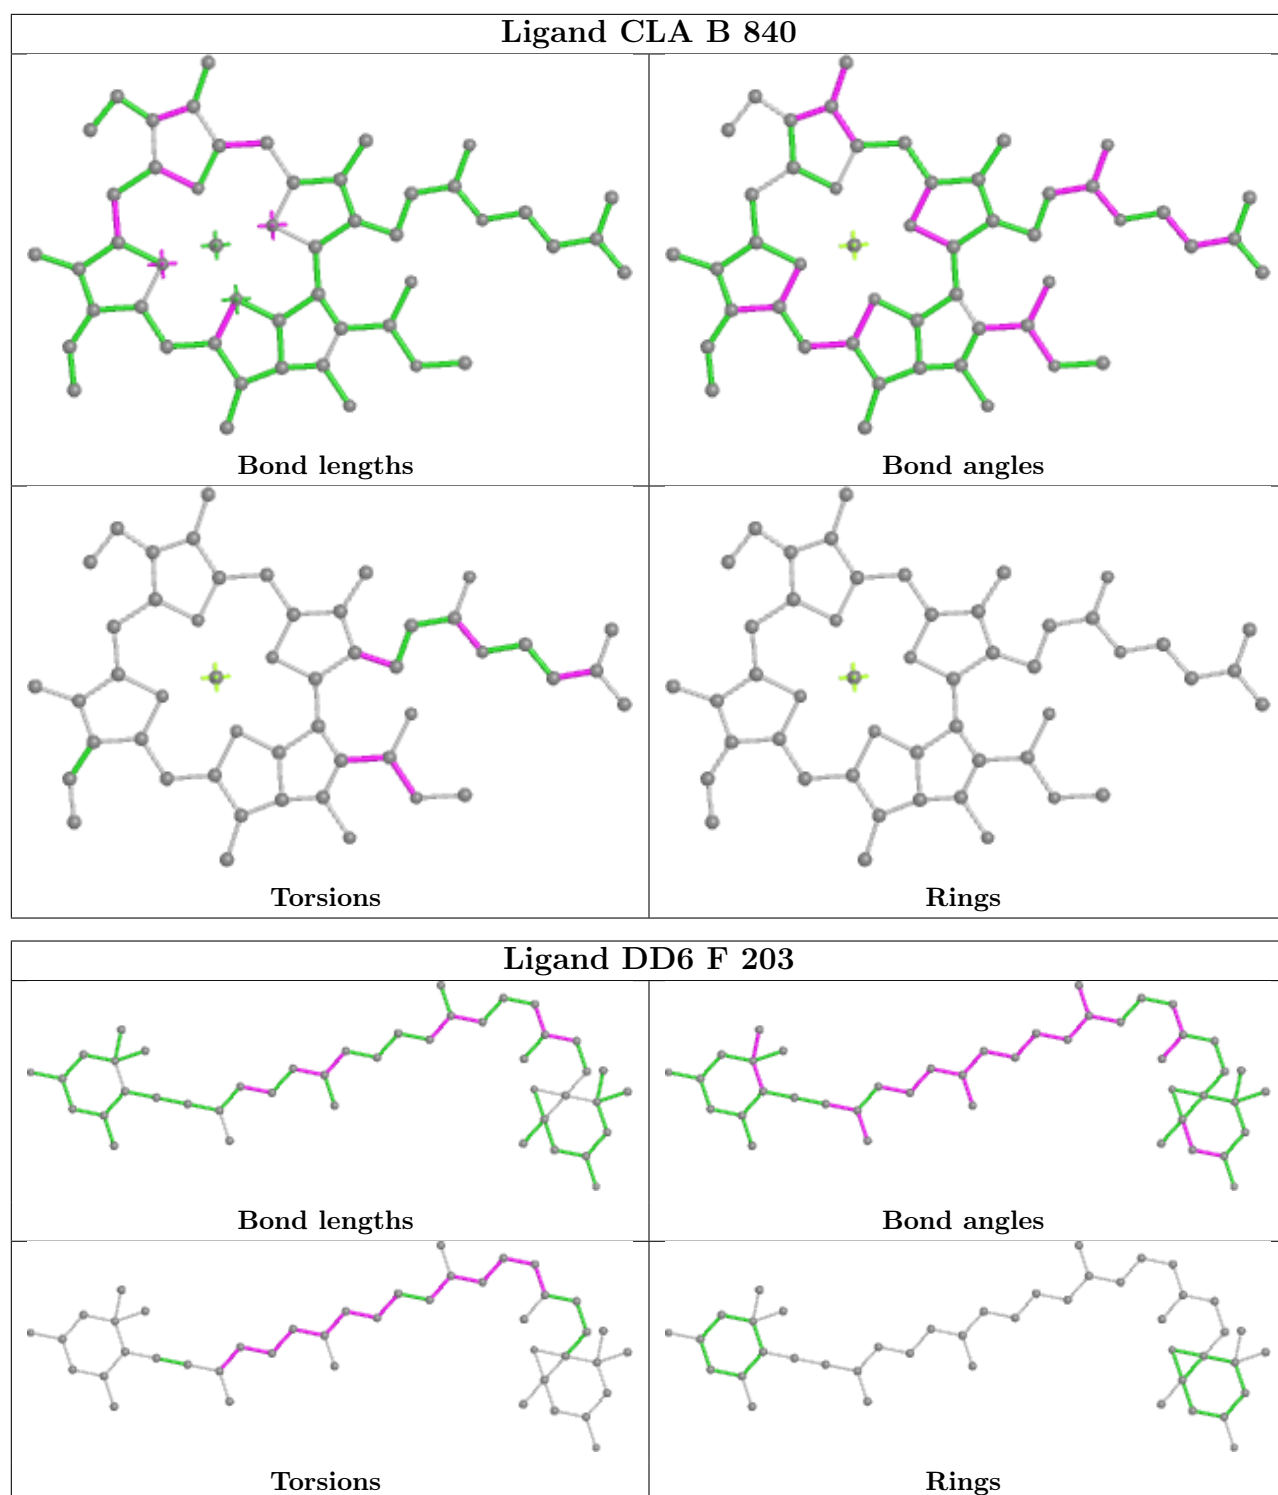 Ligand CLA B 840
Bond lengths
Bond angles
Torsions
Rings
Ligand DD6 F 203
Bond lengths
Bond angles
Torsions
Rings